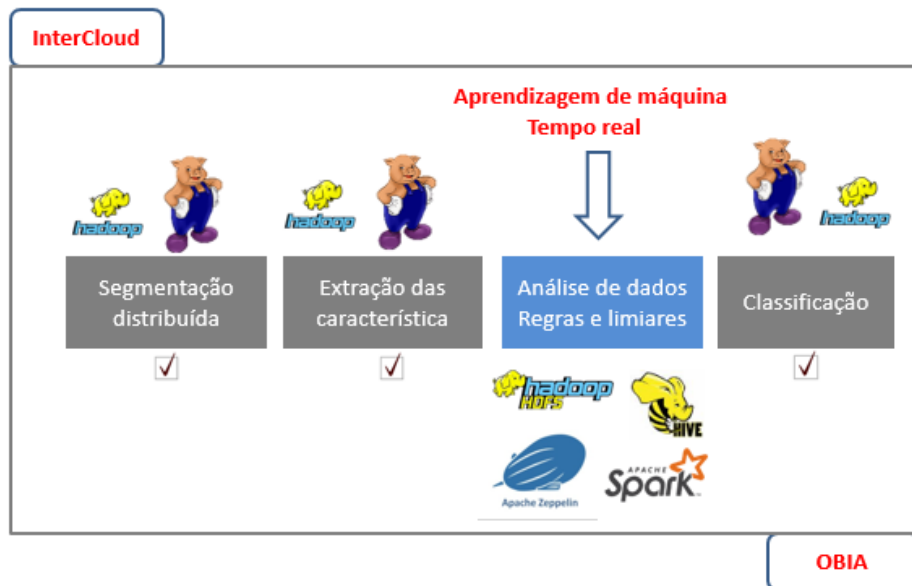 InterCloud
Aprendizagem de máquina
Tempo real
hadoop
hadoop
hadoop
Segmentação
distribuída
Extração das
característica
Análise de dados
Regras e limiares
Classificação
hadoop
HDFS
HIVE
Apache Zeppelin
APACHE
Spark™
OBIA